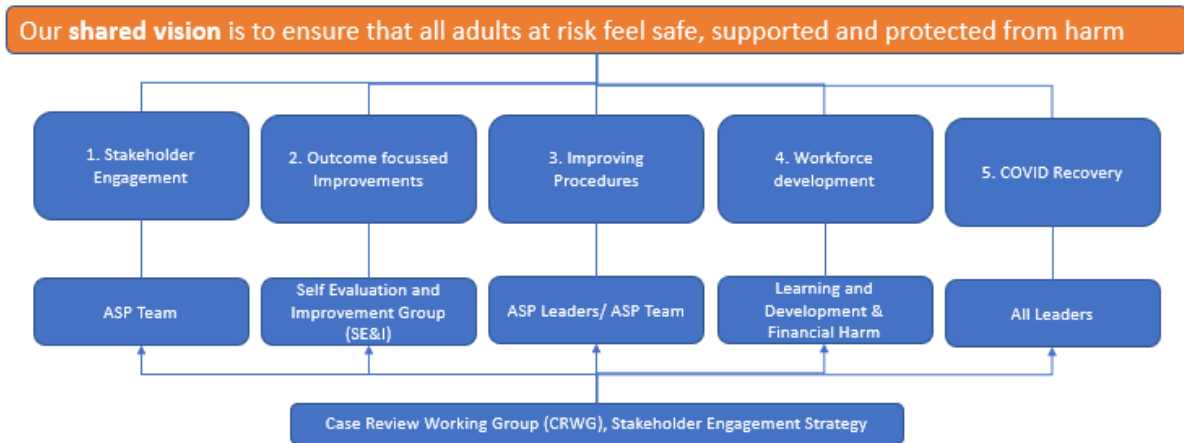 Our shared vision is to ensure that all adults at risk feel safe, supported and protected from harm
1. Stakeholder
Engagement
2. Outcome focussed
Improvements
3. Improving
Procedures
4. Workforce
development
5. COVID Recovery
ASP Team
Self Evaluation and
Improvement Group
(SE&I)
ASP Leaders/ ASP Team
Learning and
Development &
Financial Harm
All Leaders
Case Review Working Group (CRWG), Stakeholder Engagement Strategy